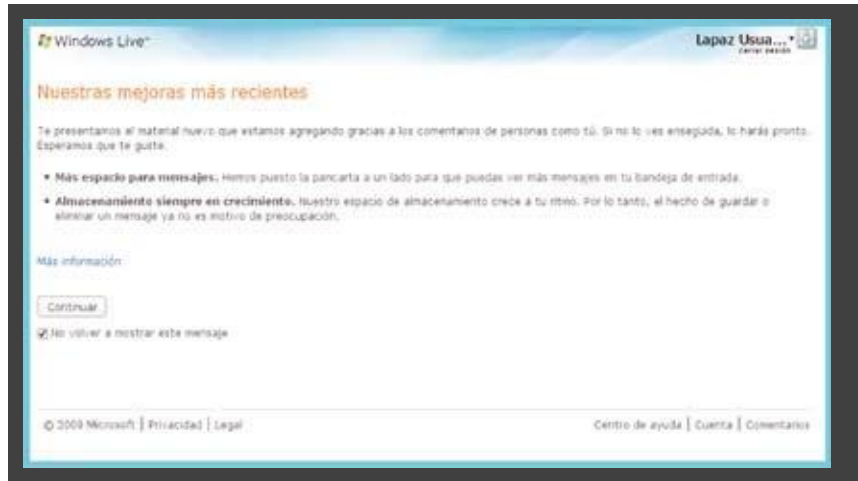 Windows Live™
Lapaz Usua...
cerrar sesión
Nuestras mejoras más recientes
Te presentamos el material nuevo que estamos agregando gracias a los comentarios de personas como tú. Si no lo ves enseguida, lo harás pronto.
Esperamos que te guste.
• Más espacio para mensajes. Hemos puesto la pancarta a un lado para que puedas ver más mensajes en tu bandeja de entrada.
• Almacenamiento siempre en crecimiento. Nuestro espacio de almacenamiento crece a tu ritmo. Por lo tanto, el hecho de guardar o
eliminar un mensaje ya no es motivo de preocupación.
Más información
Continuar
No volver a mostrar este mensaje
© 2009 Microsoft | Privacidad | Legal
Centro de ayuda | Cuenta | Comentarios